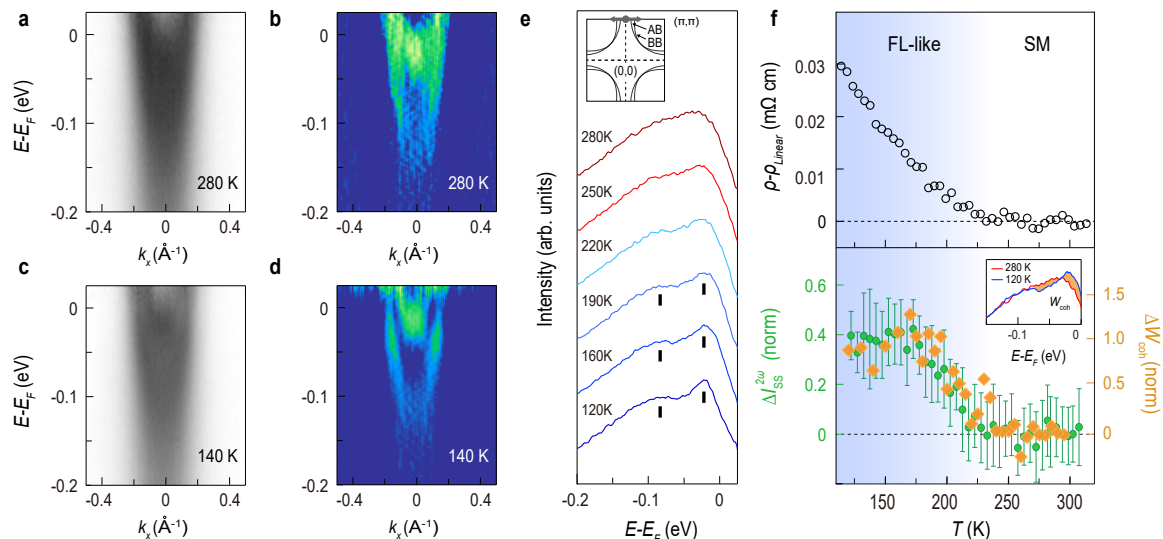 a
0
-0.1
-0.2
E-E_F (eV)
280 K
-0.4
0
0.4
k_x (Å⁻¹)
b
0
-0.1
-0.2
280 K
-0.4
0
0.4
k_x (Å⁻¹)
c
0
-0.1
-0.2
E-E_F (eV)
140 K
-0.4
0
0.4
k_x (Å⁻¹)
d
0
-0.1
-0.2
140 K
-0.4
0
0.4
k_x (A⁻¹)
e
(π,π)
AB
BB
(0,0)
Intensity (arb. units)
280K
250K
220K
190K
160K
120K
-0.2
-0.1
0
E-E_F (eV)
f
FL-like
SM
0.03
0.02
0.01
0
ρ-ρ_Linear (mΩ cm)
0.6
0.4
0.2
0
ΔI_SS^2ω (norm)
280 K
120 K
W_coh
-0.1
0
E-E_F (eV)
1.5
1.0
0.5
0
ΔW_coh (norm)
150
200
250
300
T (K)